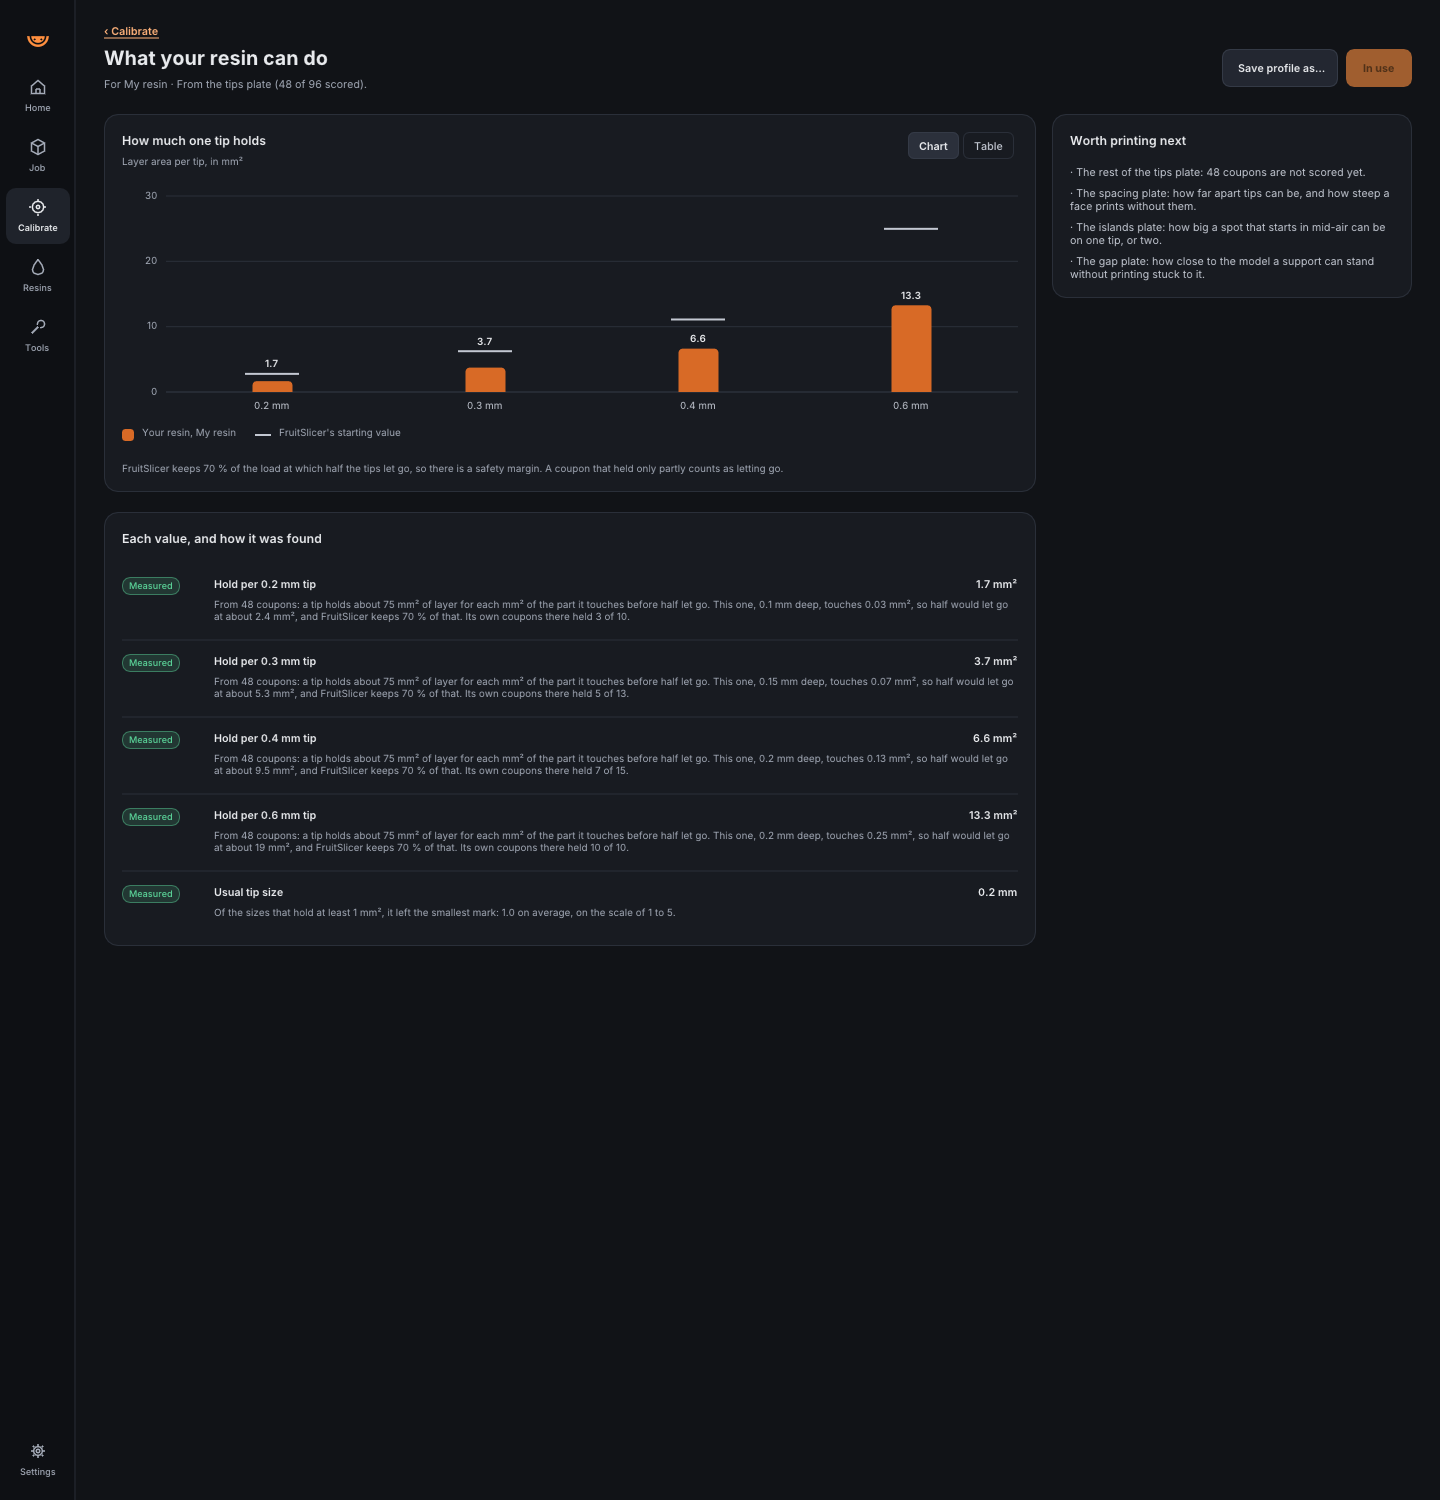 Home
Job
Calibrate
Resins
Tools
Settings
‹ Calibrate
What your resin can do
For My resin · From the tips plate (48 of 96 scored).
Save profile as...
In use
How much one tip holds
Layer area per tip, in mm²
Chart
Table
30
20
10
0
1.7
3.7
6.6
13.3
0.2 mm
0.3 mm
0.4 mm
0.6 mm
Your resin, My resin
FruitSlicer's starting value
FruitSlicer keeps 70 % of the load at which half the tips let go, so there is a safety margin. A coupon that held only partly counts as letting go.
Worth printing next
· The rest of the tips plate: 48 coupons are not scored yet.
· The spacing plate: how far apart tips can be, and how steep a
face prints without them.
· The islands plate: how big a spot that starts in mid-air can be
on one tip, or two.
· The gap plate: how close to the model a support can stand
without printing stuck to it.
Each value, and how it was found
Measured
Hold per 0.2 mm tip
1.7 mm²
From 48 coupons: a tip holds about 75 mm² of layer for each mm² of the part it touches before half let go. This one, 0.1 mm deep, touches 0.03 mm², so half would let go
at about 2.4 mm², and FruitSlicer keeps 70 % of that. Its own coupons there held 3 of 10.
Measured
Hold per 0.3 mm tip
3.7 mm²
From 48 coupons: a tip holds about 75 mm² of layer for each mm² of the part it touches before half let go. This one, 0.15 mm deep, touches 0.07 mm², so half would let go
at about 5.3 mm², and FruitSlicer keeps 70 % of that. Its own coupons there held 5 of 13.
Measured
Hold per 0.4 mm tip
6.6 mm²
From 48 coupons: a tip holds about 75 mm² of layer for each mm² of the part it touches before half let go. This one, 0.2 mm deep, touches 0.13 mm², so half would let go
at about 9.5 mm², and FruitSlicer keeps 70 % of that. Its own coupons there held 7 of 15.
Measured
Hold per 0.6 mm tip
13.3 mm²
From 48 coupons: a tip holds about 75 mm² of layer for each mm² of the part it touches before half let go. This one, 0.2 mm deep, touches 0.25 mm², so half would let go
at about 19 mm², and FruitSlicer keeps 70 % of that. Its own coupons there held 10 of 10.
Measured
Usual tip size
0.2 mm
Of the sizes that hold at least 1 mm², it left the smallest mark: 1.0 on average, on the scale of 1 to 5.